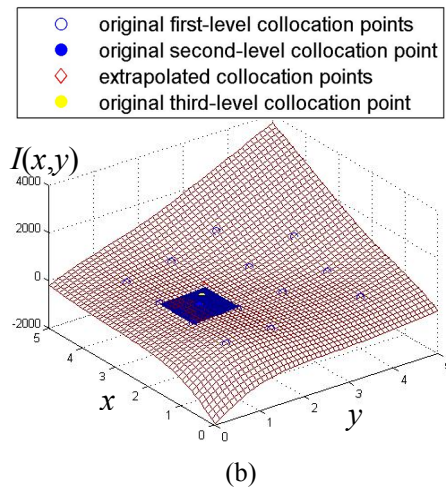 original first-level collocation points
original second-level collocation point
extrapolated collocation points
original third-level collocation point
I(x,y)
4000
2000
0
-2000
5
4
3
2
1
0
x
0
1
2
3
4
5
y
(b)